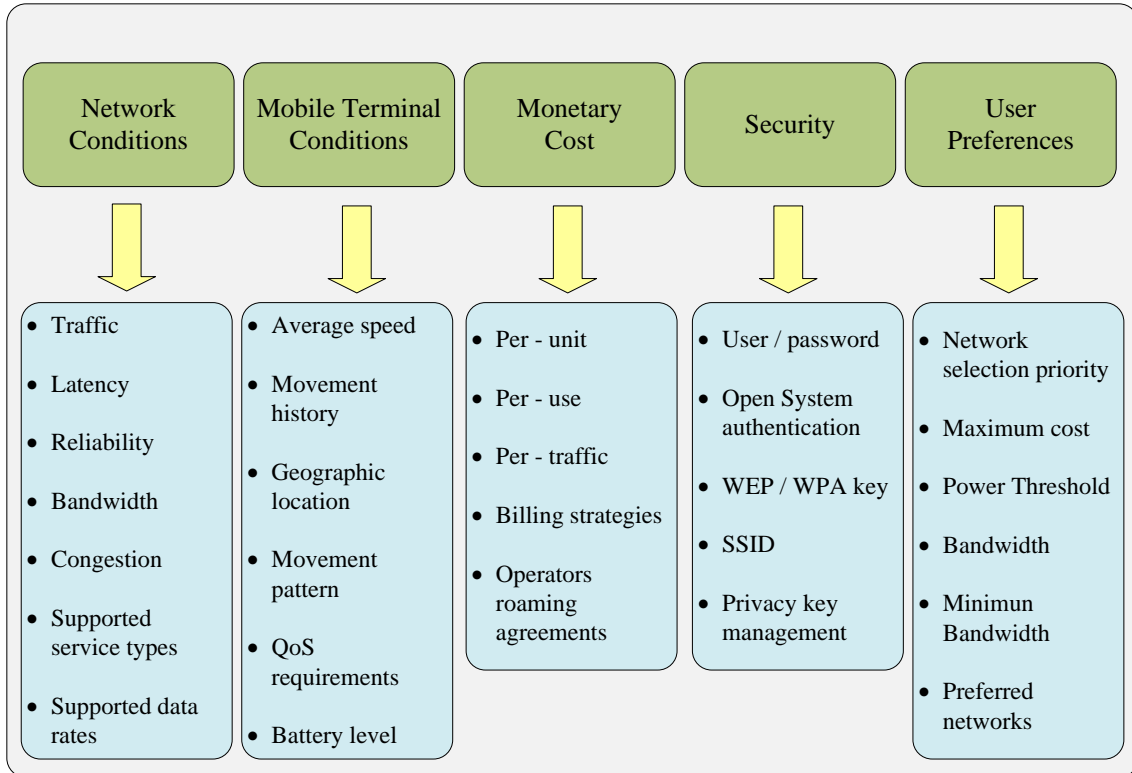 Network
Conditions
Mobile Terminal
Conditions
Monetary
Cost
Security
User
Preferences
• Traffic
• Latency
• Reliability
• Bandwidth
• Congestion
• Supported
service types
• Supported data
rates
• Average speed
• Movement
history
• Geographic
location
• Movement
pattern
• QoS
requirements
• Battery level
• Per - unit
• Per - use
• Per - traffic
• Billing strategies
• Operators
roaming
agreements
• User / password
• Open System
authentication
• WEP / WPA key
• SSID
• Privacy key
management
• Network
selection priority
• Maximum cost
• Power Threshold
• Bandwidth
• Minimun
Bandwidth
• Preferred
networks